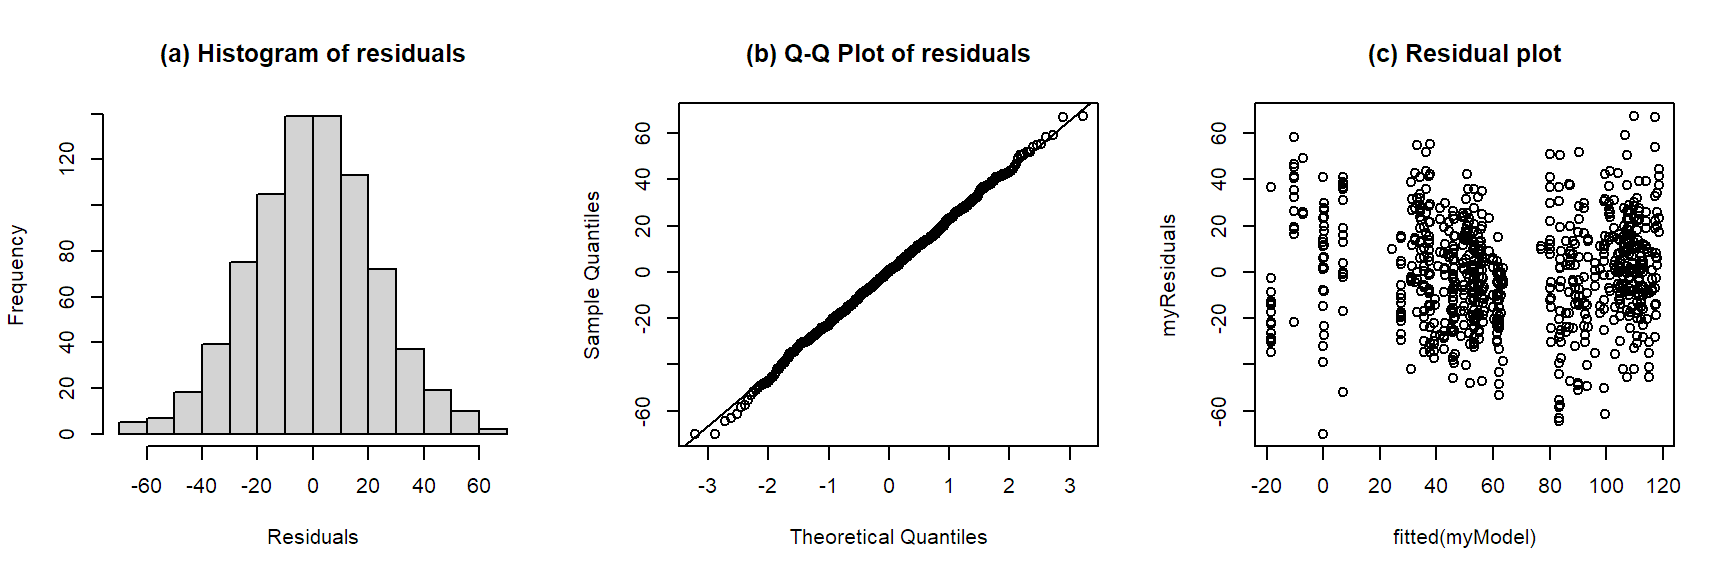 (a) Histogram of residuals
Frequency
0 20 40 60 80 120
-60 -40 -20 0 20 40 60
Residuals
(b) Q-Q Plot of residuals
Sample Quantiles
-60 -20 0 20 40 60
-3 -2 -1 0 1 2 3
Theoretical Quantiles
(c) Residual plot
myResiduals
-60 -20 0 20 40 60
-20 0 20 40 60 80 100 120
fitted(myModel)